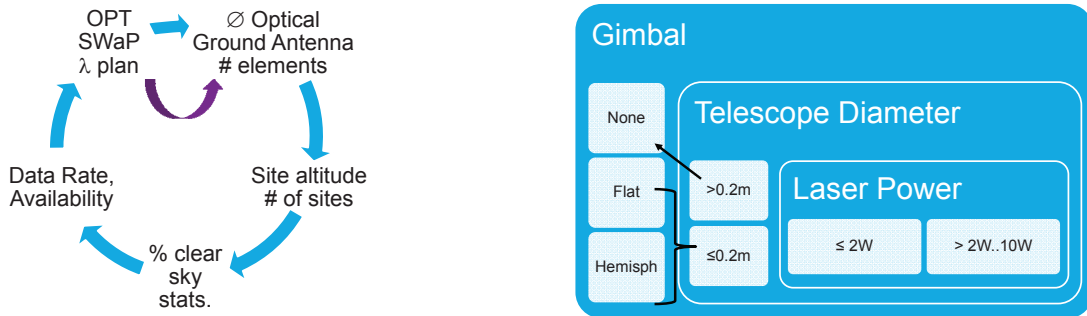 OPT
SWaP
λ plan
∅ Optical
Ground Antenna
# elements
Site altitude
# of sites
% clear
sky
stats.
Data Rate,
Availability
Gimbal
None
Flat
Hemisph
Telescope Diameter
>0.2m
≤0.2m
Laser Power
≤ 2W
> 2W..10W